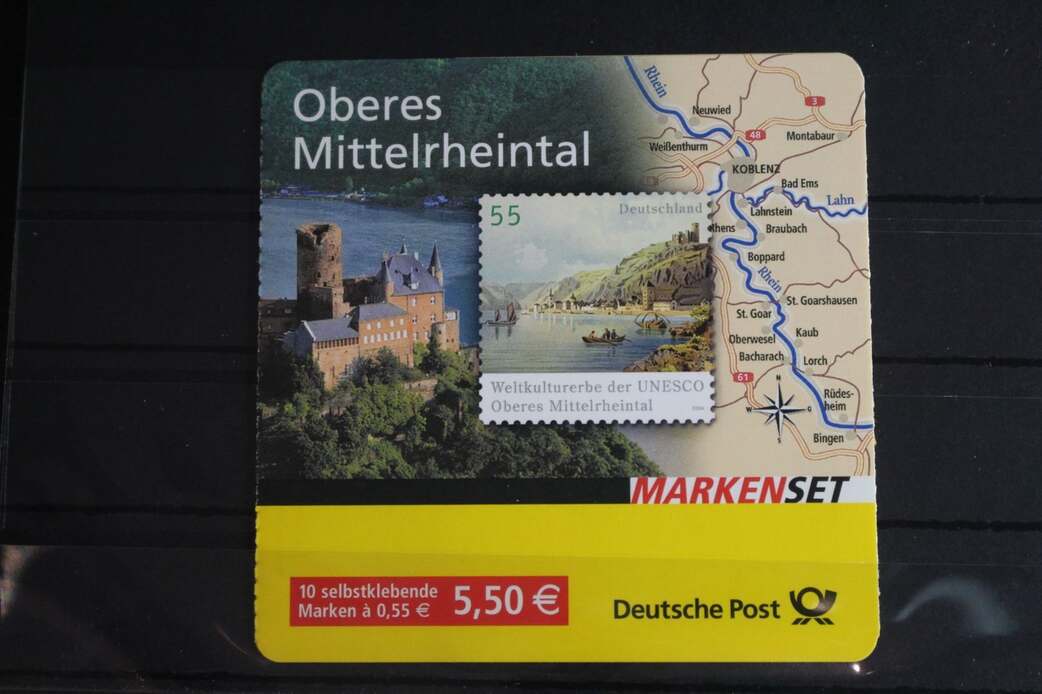 Oberes
Mittelrheintal
55
Deutschland
Weltkulturerbe der UNESCO
Oberes Mittelrheintal
Rhein
Neuwied
3
48
Montabaur
Weißenthurm
KOBLENZ
Bad Ems
Lahn
Lahnstein
Rhens
Braubach
Boppard
Rhein
St. Goarshausen
St. Goar
Kaub
Oberwesel
Bacharach
Lorch
61
N
W
S
Rüdes-
heim
Bingen
MARKENSET
10 selbstklebende
Marken à 0,55 €
5,50 €
Deutsche Post